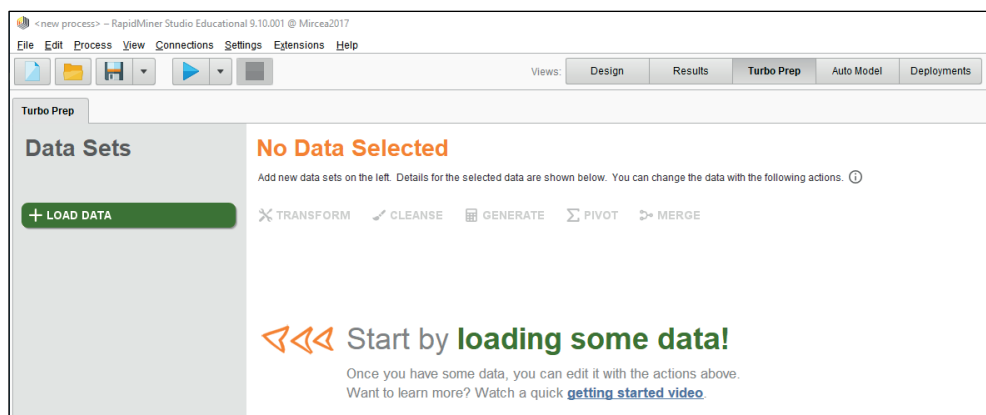 <new process> – RapidMiner Studio Educational 9.10.001 @ Mircea2017
File Edit Process View Connections Settings Extensions Help
Views: Design Results Turbo Prep Auto Model Deployments
Turbo Prep
Data Sets
No Data Selected
Add new data sets on the left. Details for the selected data are shown below. You can change the data with the following actions.
+ LOAD DATA
TRANSFORM CLEANSE GENERATE PIVOT MERGE
Start by loading some data!
Once you have some data, you can edit it with the actions above.
Want to learn more? Watch a quick getting started video.